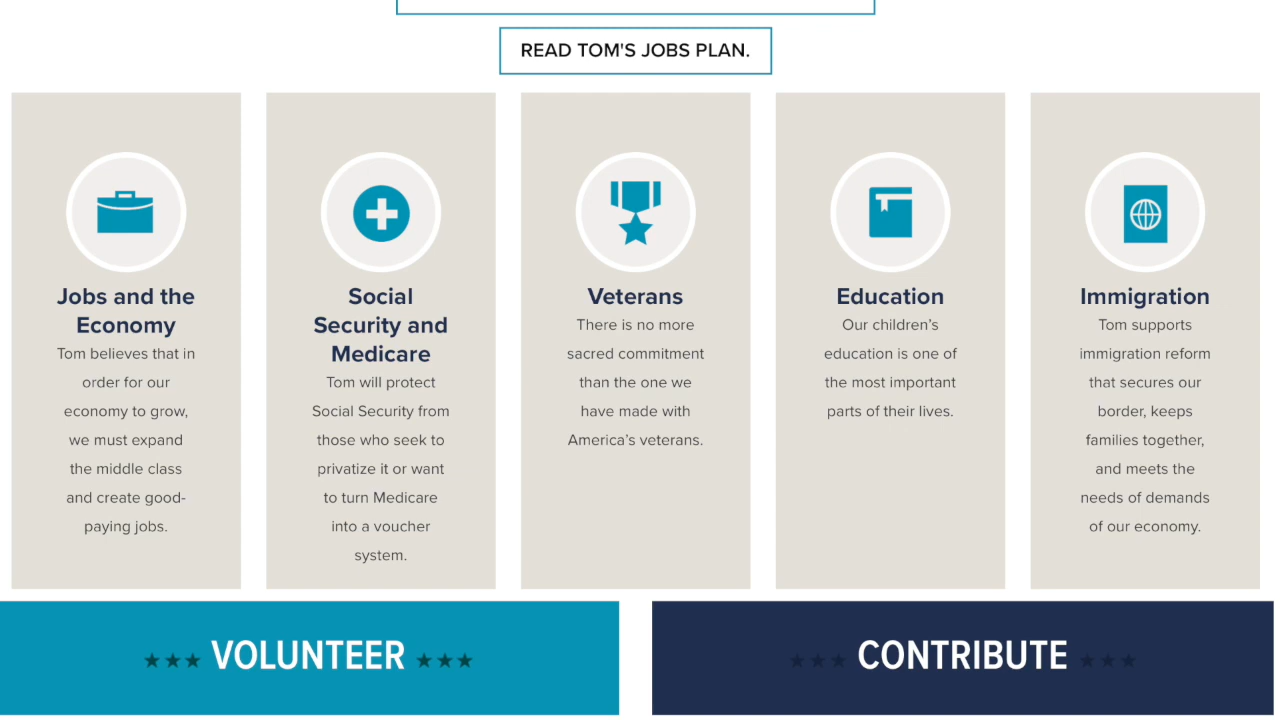 READ TOM'S JOBS PLAN.
Jobs and the
Economy
Tom believes that in
order for our
economy to grow,
we must expand
the middle class
and create good-
paying jobs.
Social
Security and
Medicare
Tom will protect
Social Security from
those who seek to
privatize it or want
to turn Medicare
into a voucher
system.
Veterans
There is no more
sacred commitment
than the one we
have made with
America’s veterans.
Education
Our children’s
education is one of
the most important
parts of their lives.
Immigration
Tom supports
immigration reform
that secures our
border, keeps
families together,
and meets the
needs of demands
of our economy.
★★★ VOLUNTEER ★★★
★★★ CONTRIBUTE ★★★